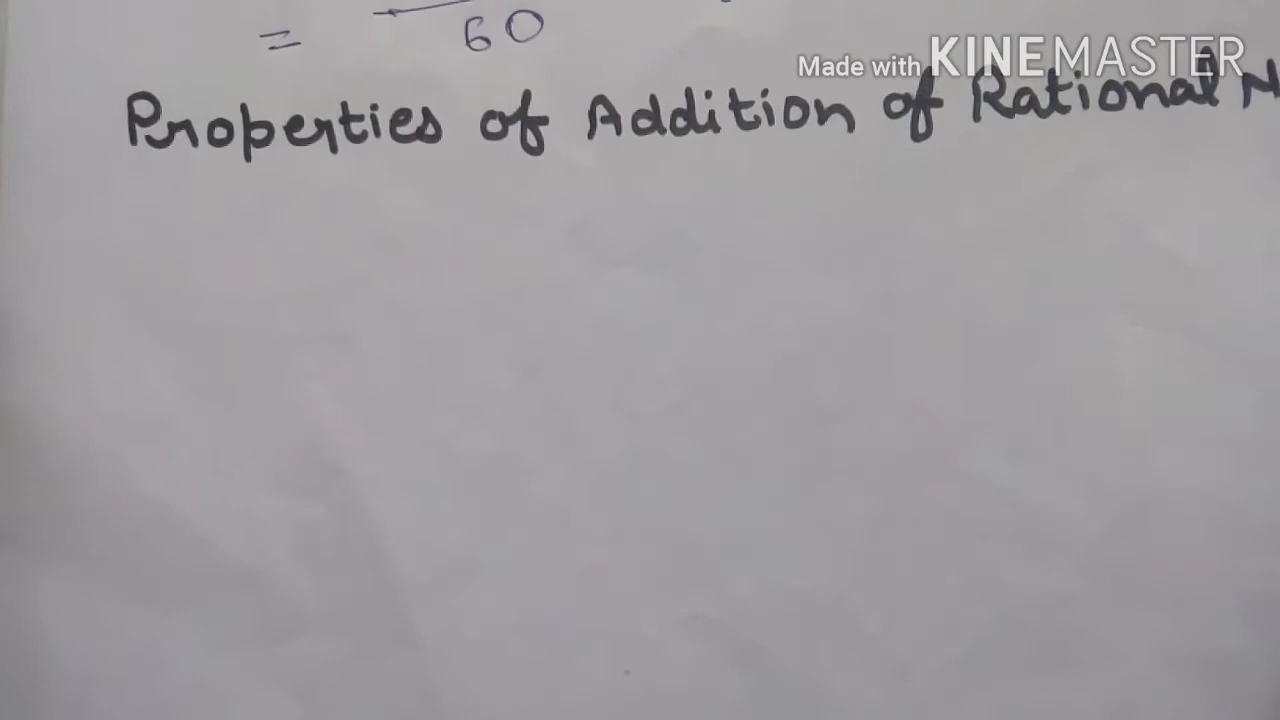 = 60
Made with KINEMASTER
Properties of Addition of Rational N